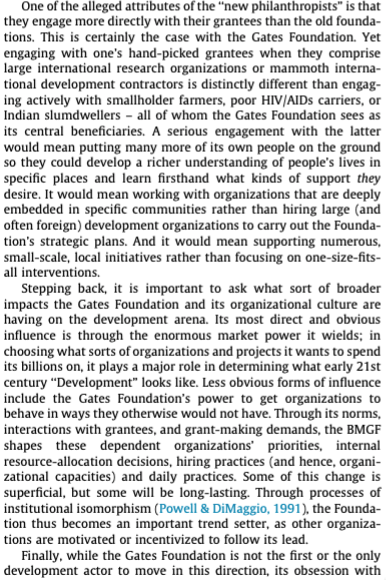 One of the alleged attributes of the "new philanthropists" is that
they engage more directly with their grantees than the old founda-
tions. This is certainly the case with the Gates Foundation. Yet
engaging with one's hand-picked grantees when they comprise
large international research organizations or mammoth interna-
tional development contractors is distinctly different than engag-
ing actively with smallholder farmers, poor HIV/AIDs carriers, or
Indian slumdwellers – all of whom the Gates Foundation sees as
its central beneficiaries. A serious engagement with the latter
would mean putting many more of its own people on the ground
so they could develop a richer understanding of people's lives in
specific places and learn firsthand what kinds of support they
desire. It would mean working with organizations that are deeply
embedded in specific communities rather than hiring large (and
often foreign) development organizations to carry out the Founda-
tion's strategic plans. And it would mean supporting numerous,
small-scale, local initiatives rather than focusing on one-size-fits-
all interventions.
Stepping back, it is important to ask what sort of broader
impacts the Gates Foundation and its organizational culture are
having on the development arena. Its most direct and obvious
influence is through the enormous market power it wields; in
choosing what sorts of organizations and projects it wants to spend
its billions on, it plays a major role in determining what early 21st
century "Development" looks like. Less obvious forms of influence
include the Gates Foundation's power to get organizations to
behave in ways they otherwise would not have. Through its norms,
interactions with grantees, and grant-making demands, the BMGF
shapes these dependent organizations' priorities, internal
resource-allocation decisions, hiring practices (and hence, organi-
zational capacities) and daily practices. Some of this change is
superficial, but some will be long-lasting. Through processes of
institutional isomorphism (Powell & DiMaggio, 1991), the Founda-
tion thus becomes an important trend setter, as other organiza-
tions are motivated or incentivized to follow its lead.
Finally, while the Gates Foundation is not the first or the only
development actor to move in this direction, its obsession with